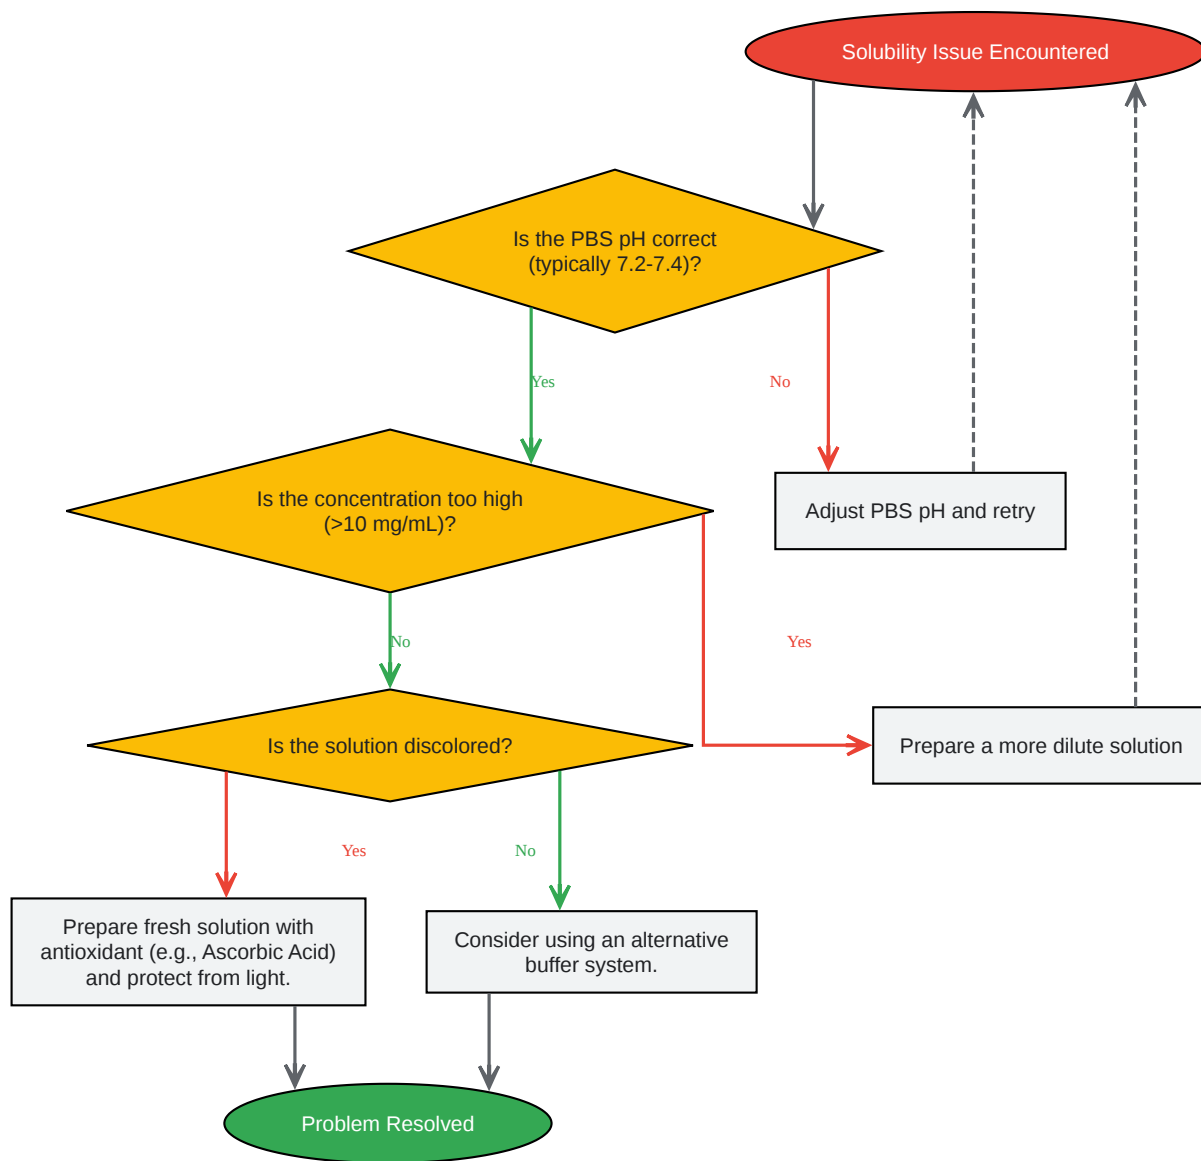 Solubility Issue Encountered
Is the PBS pH correct
(typically 7.2-7.4)?
Yes
No
Is the concentration too high
(>10 mg/mL)?
Adjust PBS pH and retry
No
Yes
Is the solution discolored?
Prepare a more dilute solution
Yes
No
Prepare fresh solution with
antioxidant (e.g., Ascorbic Acid)
and protect from light.
Consider using an alternative
buffer system.
Problem Resolved